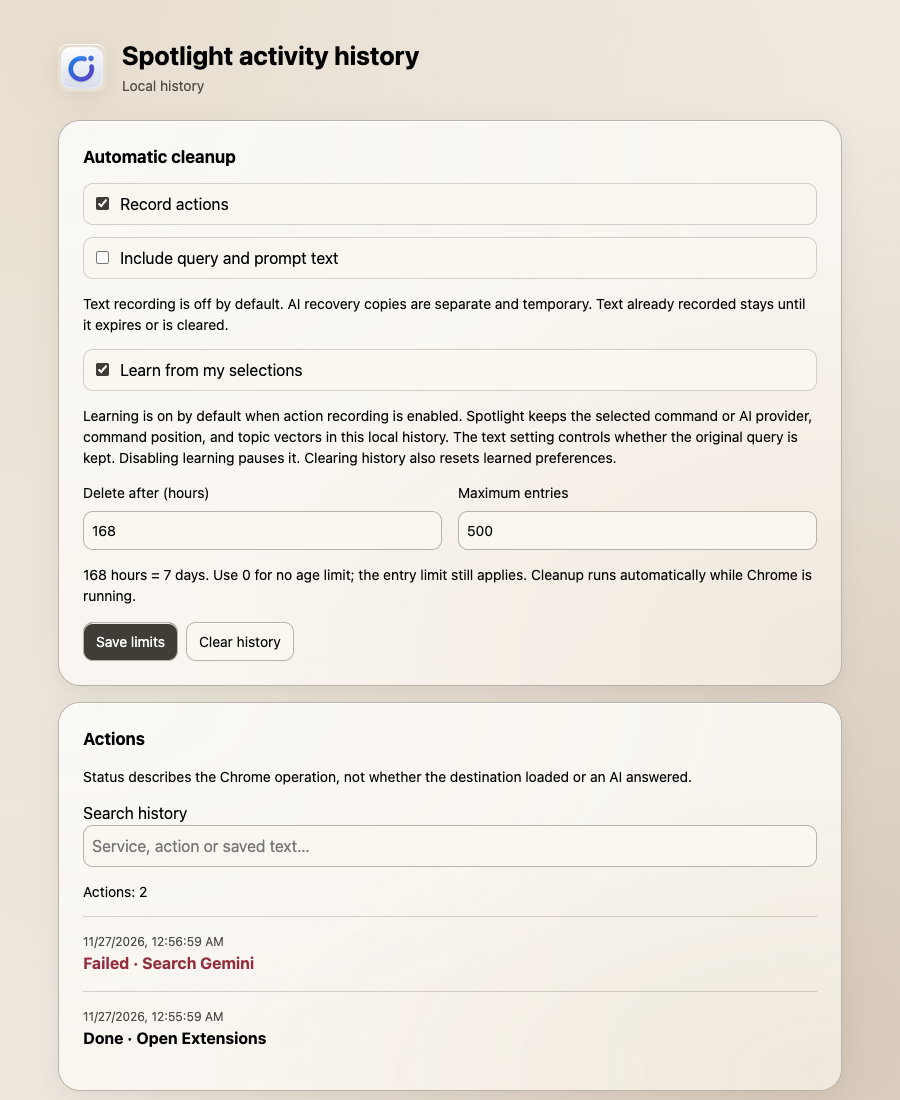 Spotlight activity history
Local history
Automatic cleanup
Record actions
Include query and prompt text
Text recording is off by default. AI recovery copies are separate and temporary. Text already recorded stays until
it expires or is cleared.
Learn from my selections
Learning is on by default when action recording is enabled. Spotlight keeps the selected command or AI provider,
command position, and topic vectors in this local history. The text setting controls whether the original query is
kept. Disabling learning pauses it. Clearing history also resets learned preferences.
Delete after (hours)
Maximum entries
168
500
168 hours = 7 days. Use 0 for no age limit; the entry limit still applies. Cleanup runs automatically while Chrome is
running.
Save limits
Clear history
Actions
Status describes the Chrome operation, not whether the destination loaded or an AI answered.
Search history
Service, action or saved text...
Actions: 2
11/27/2026, 12:56:59 AM
Failed · Search Gemini
11/27/2026, 12:55:59 AM
Done · Open Extensions